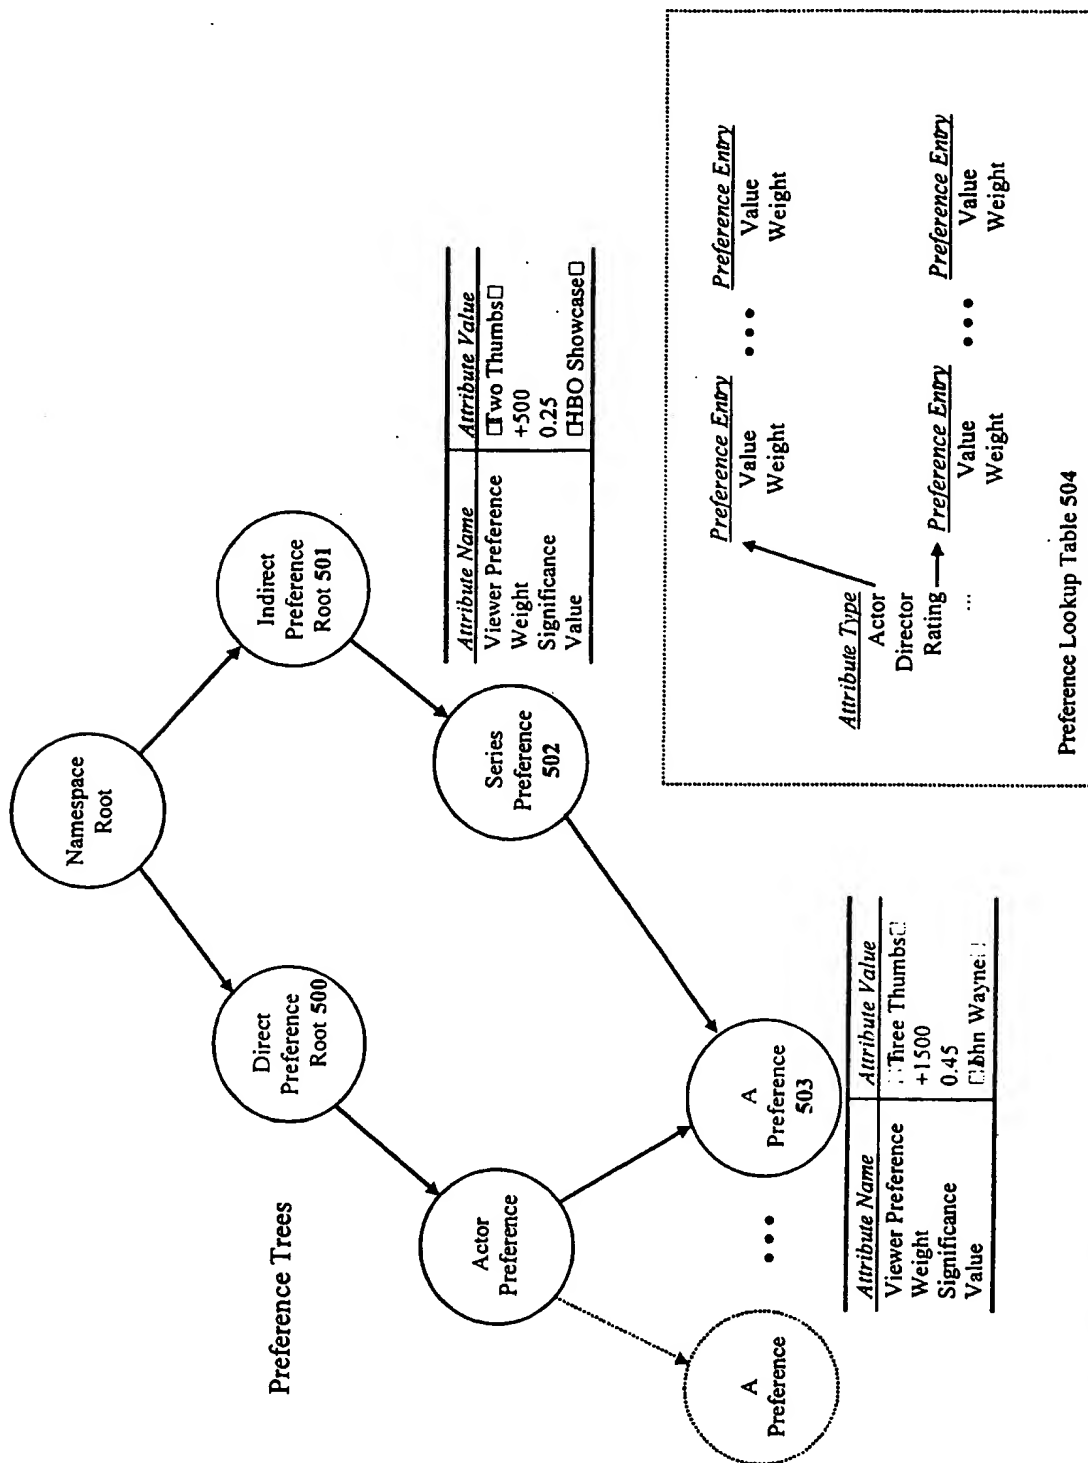 Preference Trees
Namespace
Root
Direct
Preference
Root 500
Indirect
Preference
Root 501
Actor
Preference
Series
Preference
502
A
Preference
A
Preference
503
•••
Attribute Name Attribute Value
Viewer Preference □Two Thumbs□
Weight +500
Significance 0.25
Value □HBO Showcase□
Attribute Name Attribute Value
Viewer Preference □Three Thumbs□
Weight +1500
Significance 0.45
Value □John Wayne□
Attribute Type
Actor
Director
Rating
...
Preference Entry ••• Preference Entry
Value Value
Weight Weight
Preference Entry ••• Preference Entry
Value Value
Weight Weight
Preference Lookup Table 504